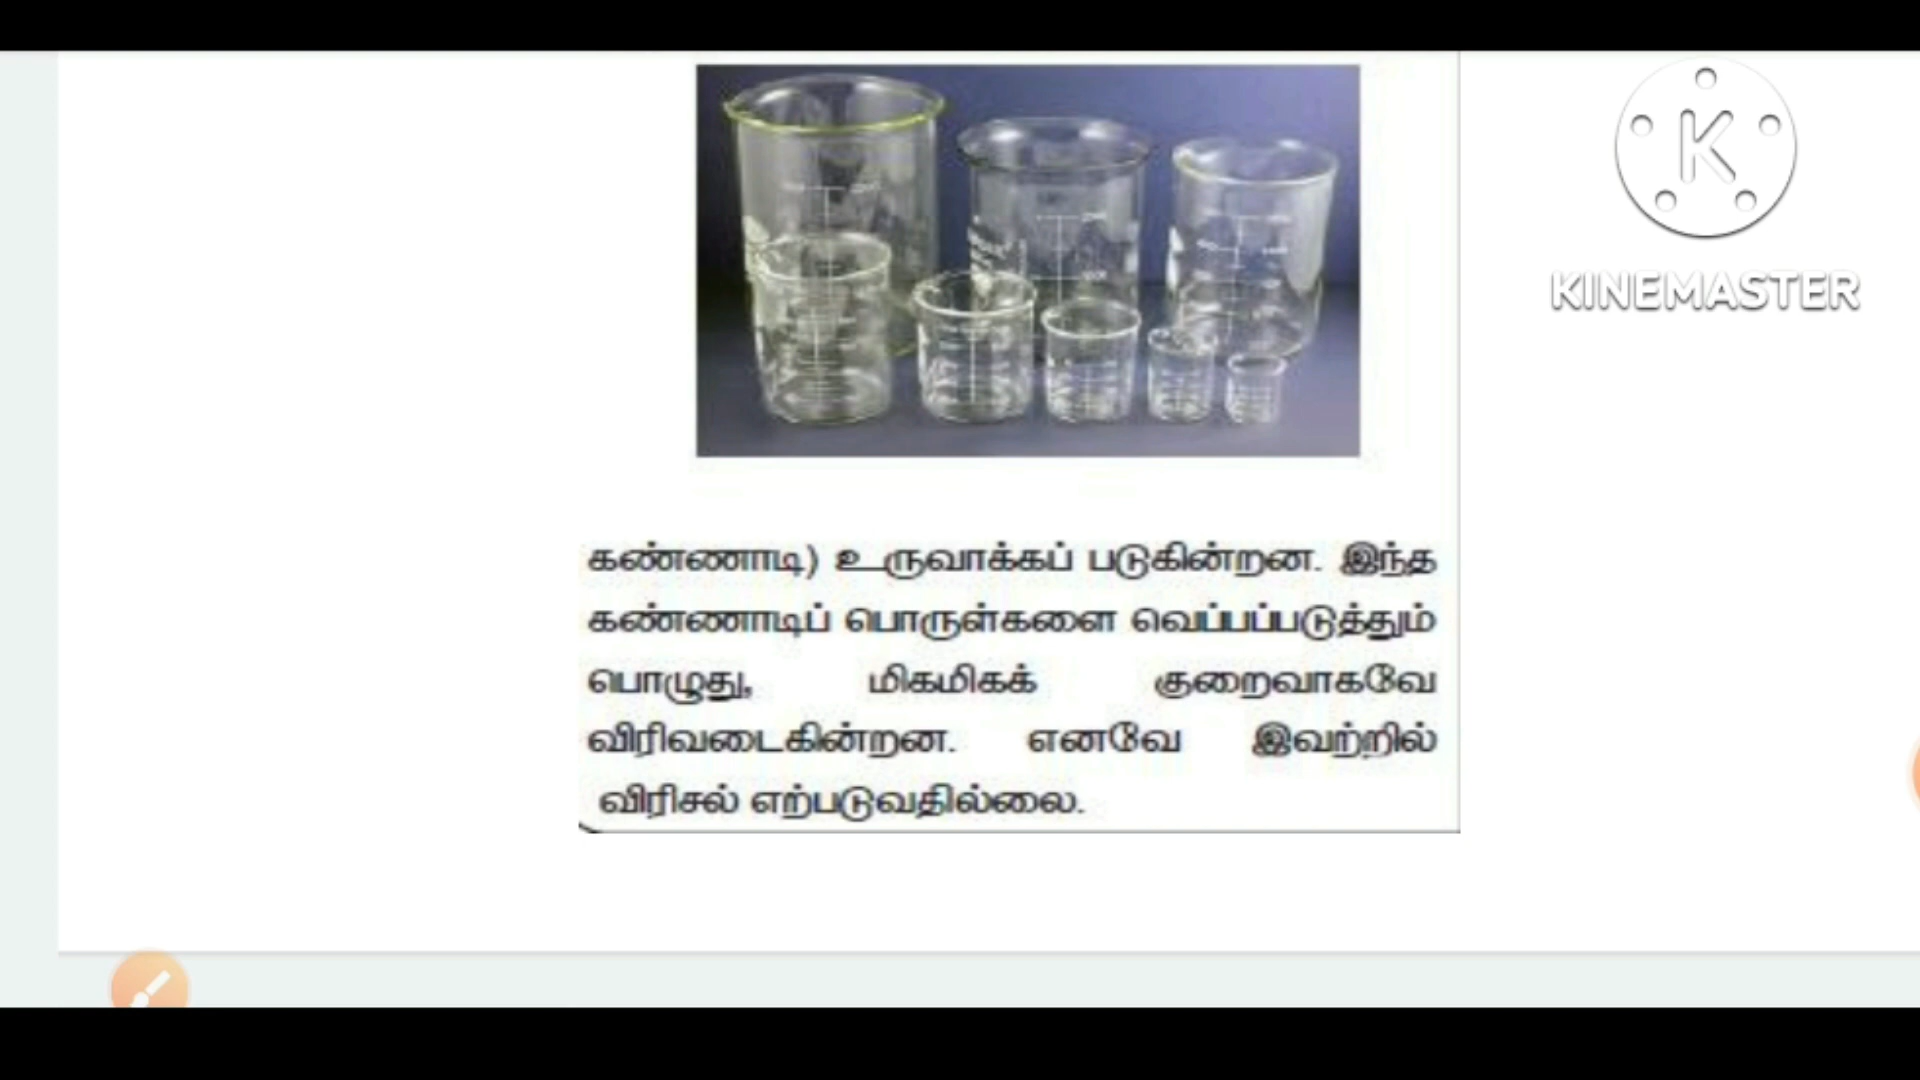 KINEMASTER
கண்ணாடி) உருவாக்கப் படுகின்றன. இந்த
கண்ணாடிப் பொருள்களை வெப்பப்படுத்தும்
பொழுது, மிகமிகக் குறைவாகவே
விரிவடைகின்றன. எனவே இவற்றில்
விரிசல் எற்படுவதில்லை.